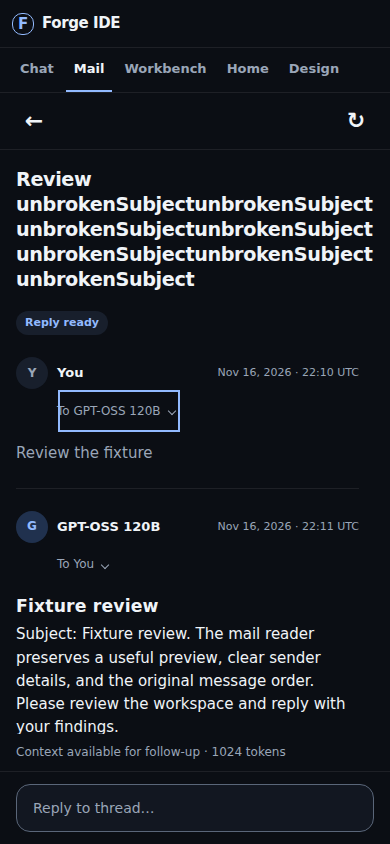 F Forge IDE
Chat Mail Workbench Home Design
← ↻
Review
unbrokenSubjectunbrokenSubject
unbrokenSubjectunbrokenSubject
unbrokenSubjectunbrokenSubject
unbrokenSubject
Reply ready
Y You Nov 16, 2026 · 22:10 UTC
To GPT-OSS 120B
Review the fixture
G GPT-OSS 120B Nov 16, 2026 · 22:11 UTC
To You
Fixture review
Subject: Fixture review. The mail reader
preserves a useful preview, clear sender
details, and the original message order.
Please review the workspace and reply with
your findings.
Context available for follow-up · 1024 tokens
Reply to thread…